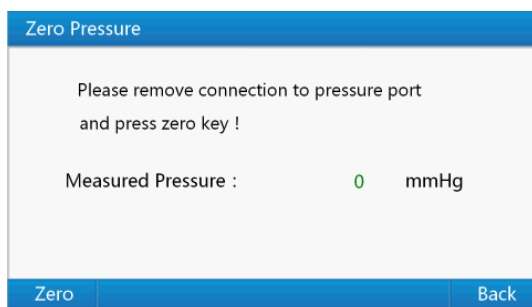 Zero Pressure
Please remove connection to pressure port
and press zero key !
Measured Pressure : 0 mmHg
Zero Back